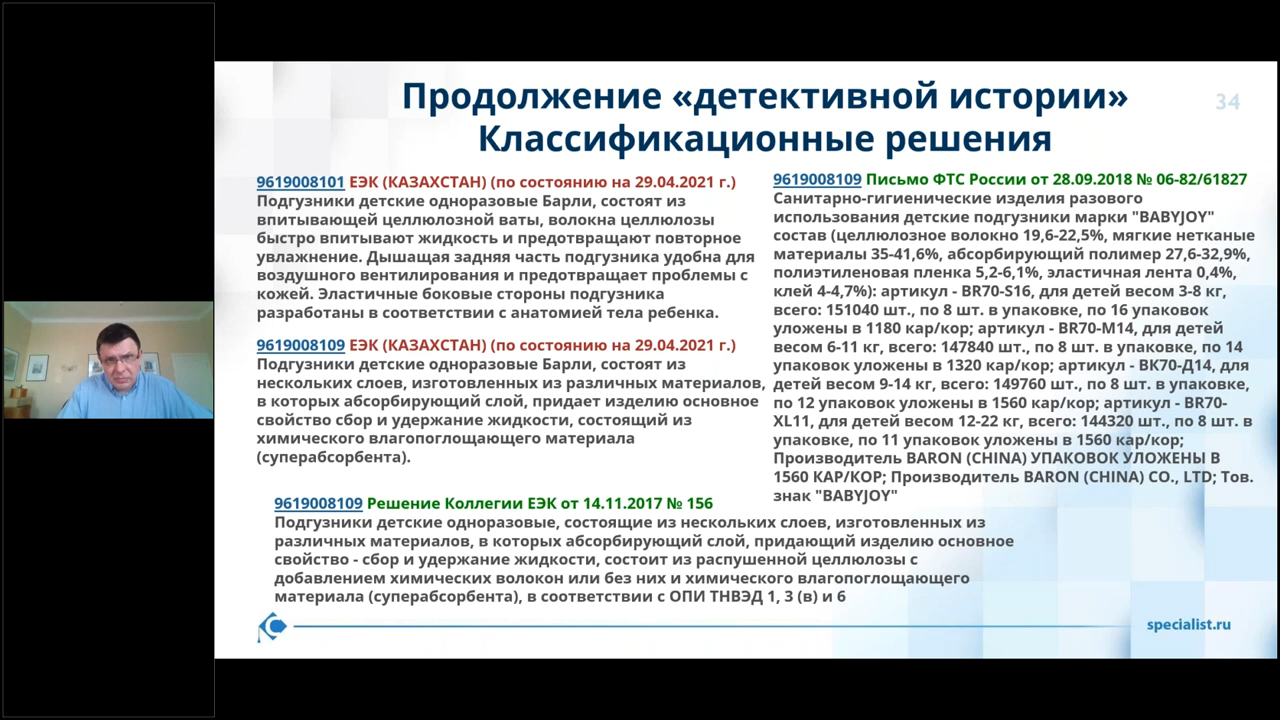 Продолжение «детективной истории»
Классификационные решения
34
9619008101 ЕЭК (КАЗАХСТАН) (по состоянию на 29.04.2021 г.)
Подгузники детские одноразовые Барли, состоят из
впитывающей целлюлозной ваты, волокна целлюлозы
быстро впитывают жидкость и предотвращают повторное
увлажнение. Дышащая задняя часть подгузника удобна для
воздушного вентилирования и предотвращает проблемы с
кожей. Эластичные боковые стороны подгузника
разработаны в соответствии с анатомией тела ребенка.
9619008109 ЕЭК (КАЗАХСТАН) (по состоянию на 29.04.2021 г.)
Подгузники детские одноразовые Барли, состоят из
нескольких слоев, изготовленных из различных материалов,
в которых абсорбирующий слой, придает изделию основное
свойство сбор и удержание жидкости, состоящий из
химического влагопоглощающего материала
(суперабсорбента).
9619008109 Письмо ФТС России от 28.09.2018 № 06-82/61827
Санитарно-гигиенические изделия разового
использования детские подгузники марки "BABYJOY"
состав (целлюлозное волокно 19,6-22,5%, мягкие нетканые
материалы 35-41,6%, абсорбирующий полимер 27,6-32,9%,
полиэтиленовая пленка 5,2-6,1%, эластичная лента 0,4%,
клей 4-4,7%): артикул - BR70-S16, для детей весом 3-8 кг,
всего: 151040 шт., по 8 шт. в упаковке, по 16 упаковок
уложены в 1180 кар/кор; артикул - BR70-M14, для детей
весом 6-11 кг, всего: 147840 шт., по 8 шт. в упаковке, по 14
упаковок уложены в 1320 кар/кор; артикул - ВК70-Д14, для
детей весом 9-14 кг, всего: 149760 шт., по 8 шт. в упаковке,
по 12 упаковок уложены в 1560 кар/кор; артикул - BR70-
XL11, для детей весом 12-22 кг, всего: 144320 шт., по 8 шт. в
упаковке, по 11 упаковок уложены в 1560 кар/кор;
Производитель BARON (CHINA) УПАКОВОК УЛОЖЕНЫ В
1560 КАР/КОР; Производитель BARON (CHINA) CO., LTD; Тов.
знак "BABYJOY"
9619008109 Решение Коллегии ЕЭК от 14.11.2017 № 156
Подгузники детские одноразовые, состоящие из нескольких слоев, изготовленных из
различных материалов, в которых абсорбирующий слой, придающий изделию основное
свойство - сбор и удержание жидкости, состоит из распушенной целлюлозы с
добавлением химических волокон или без них и химического влагопоглощающего
материала (суперабсорбента), в соответствии с ОПИ ТНВЭД 1, 3 (в) и 6
specialist.ru